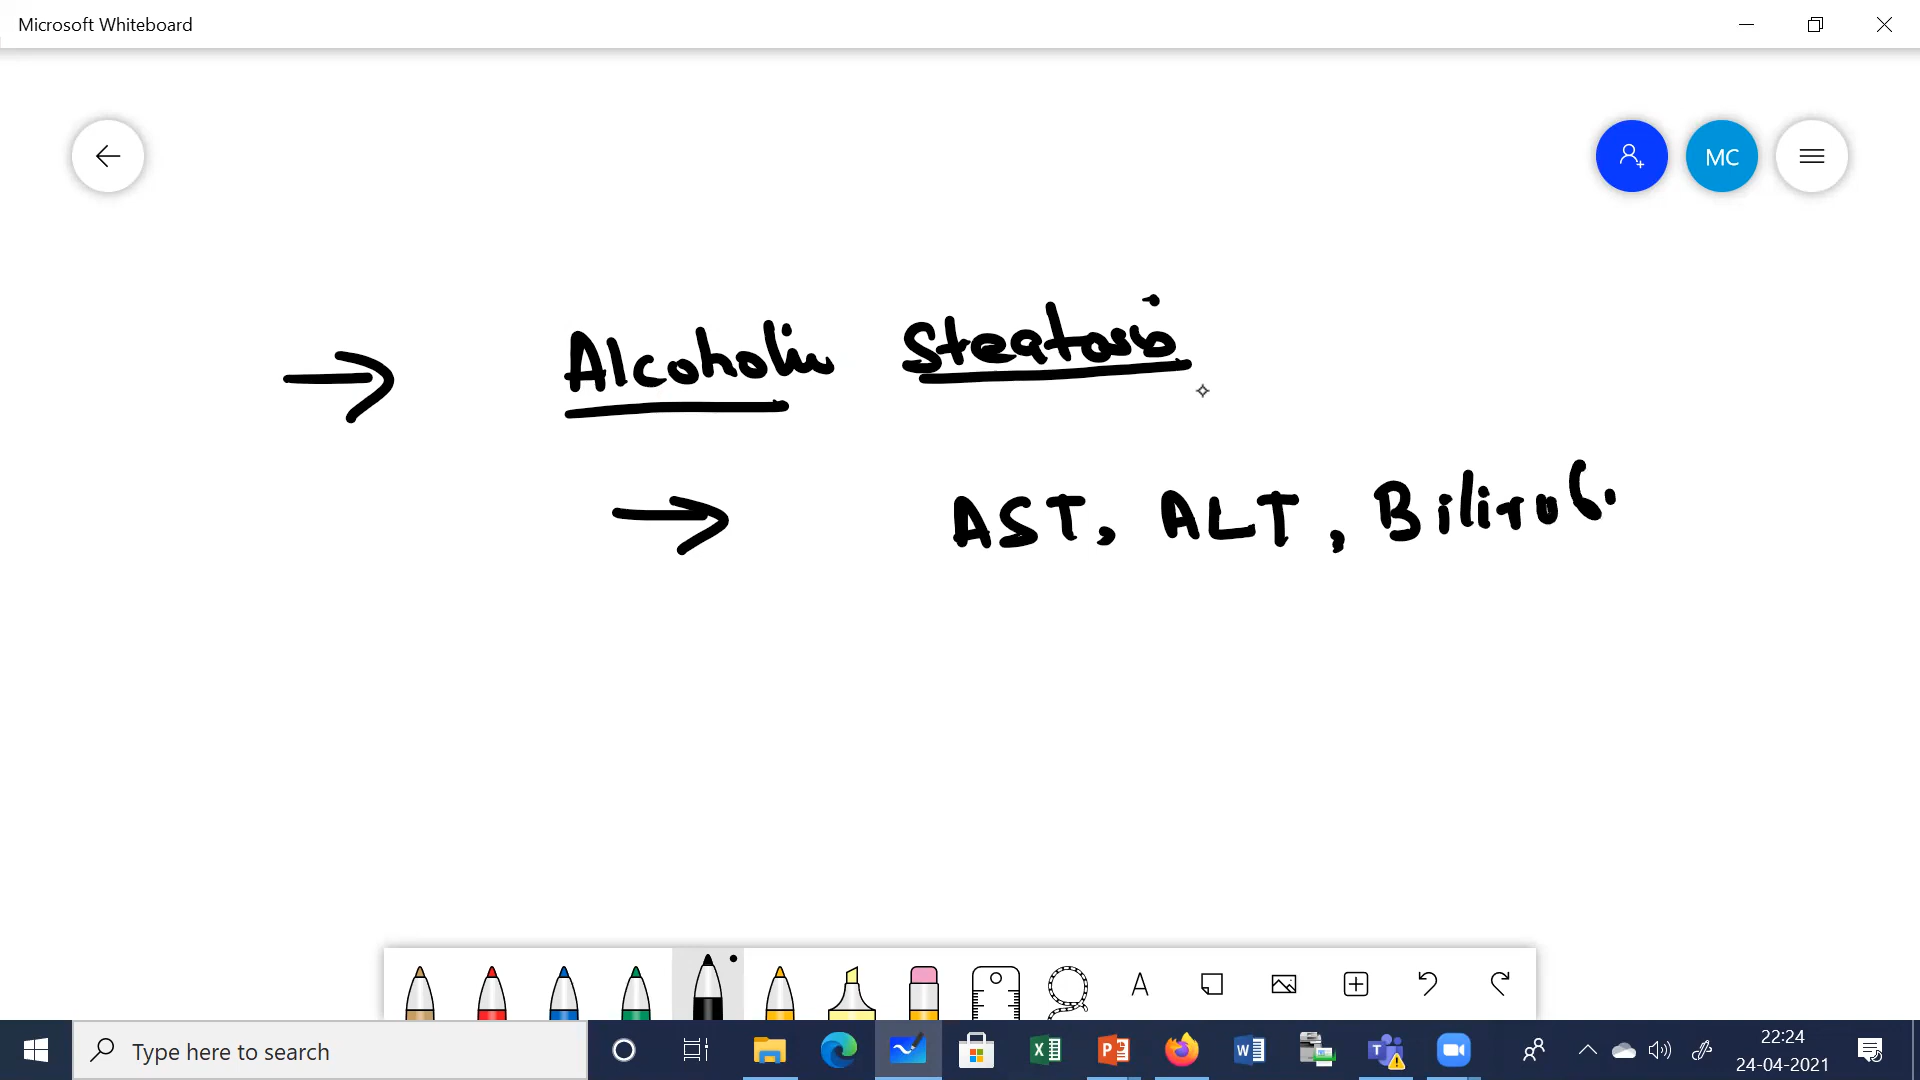 Microsoft Whiteboard
MC
→ Alcoholic Steatosis
→ AST, ALT, Bilirub.
A
Type here to search
22:24
24-04-2021